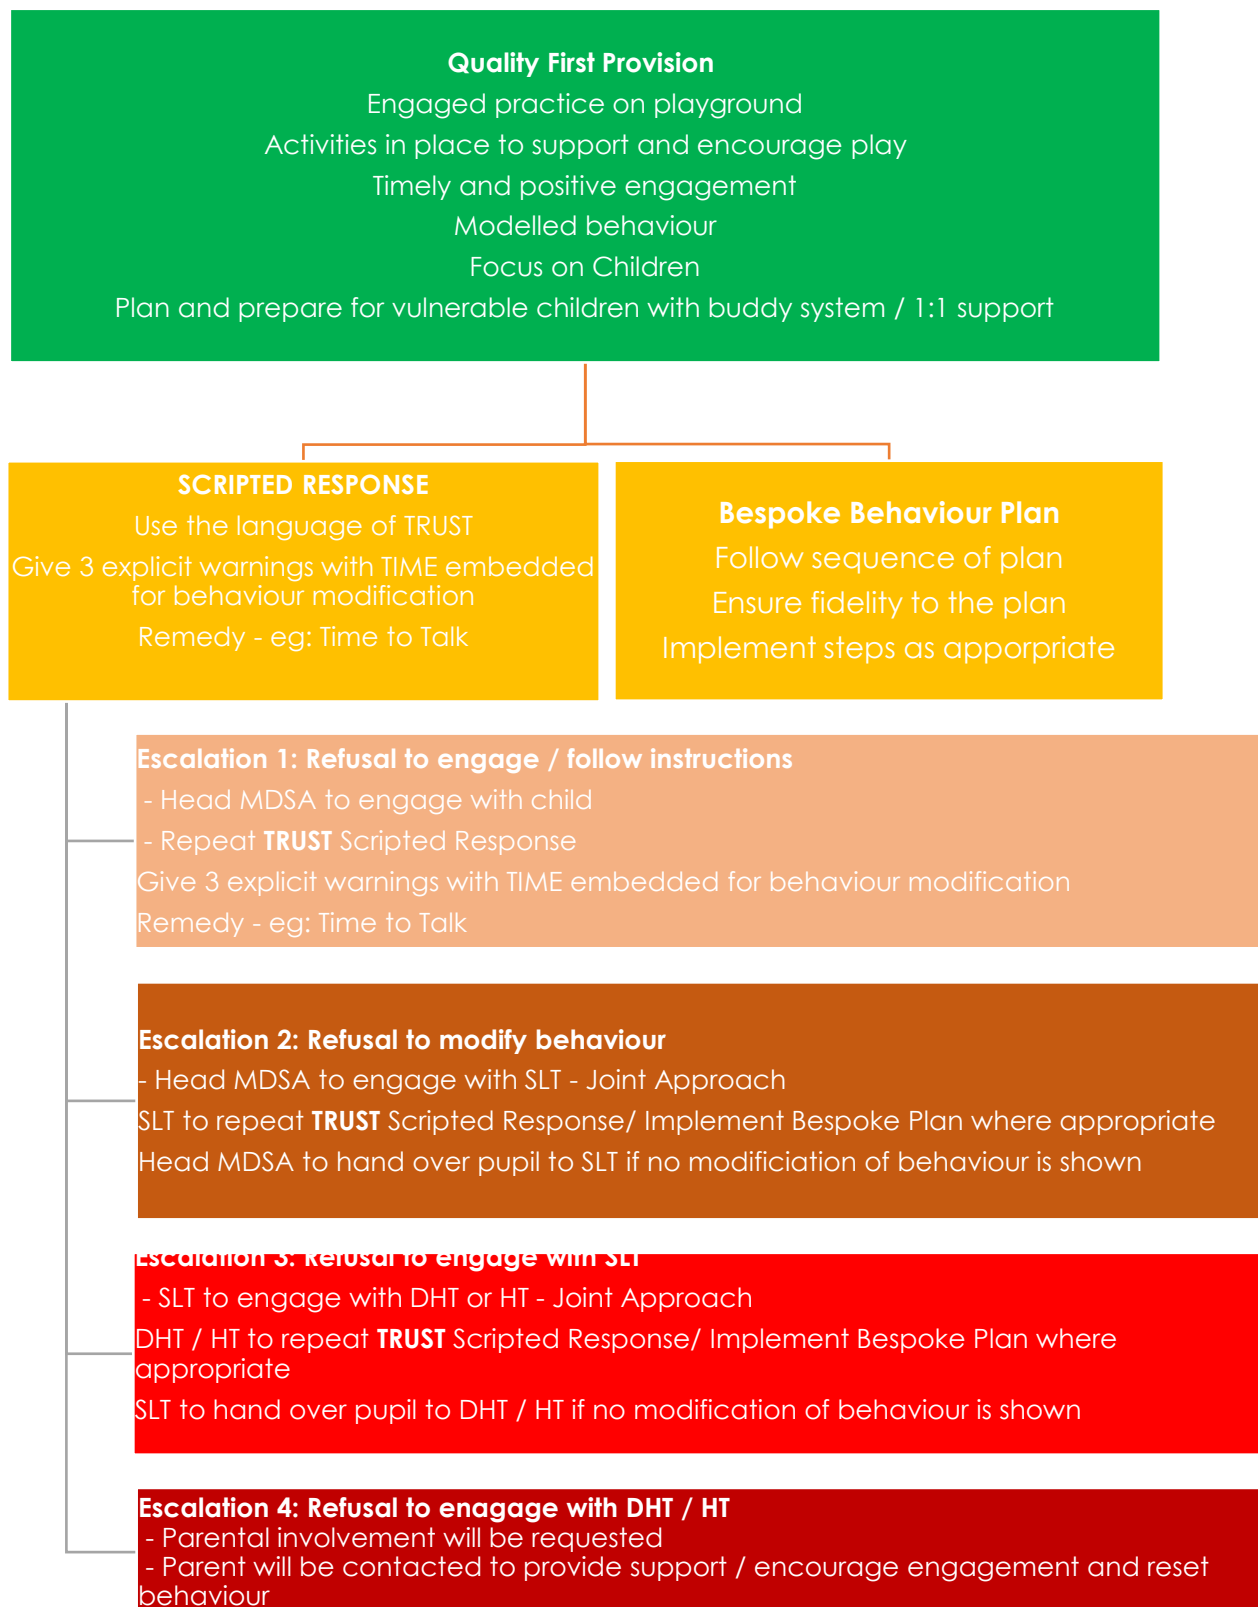 Quality First Provision
Engaged practice on playground
Activities in place to support and encourage play
Timely and positive engagement
Modelled behaviour
Focus on Children
Plan and prepare for vulnerable children with buddy system / 1:1 support
SCRIPTED RESPONSE
Use the language of TRUST
Give 3 explicit warnings with TIME embedded
for behaviour modification
Remedy - eg: Time to Talk
Bespoke Behaviour Plan
Follow sequence of plan
Ensure fidelity to the plan
Implement steps as apporpriate
Escalation 1: Refusal to engage / follow instructions
- Head MDSA to engage with child
- Repeat TRUST Scripted Response
Give 3 explicit warnings with TIME embedded for behaviour modification
Remedy - eg: Time to Talk
Escalation 2: Refusal to modify behaviour
- Head MDSA to engage with SLT - Joint Approach
SLT to repeat TRUST Scripted Response/ Implement Bespoke Plan where appropriate
Head MDSA to hand over pupil to SLT if no modificiation of behaviour is shown
Escalation 3: Refusal to engage with SLT
- SLT to engage with DHT or HT - Joint Approach
DHT / HT to repeat TRUST Scripted Response/ Implement Bespoke Plan where
appropriate
SLT to hand over pupil to DHT / HT if no modification of behaviour is shown
Escalation 4: Refusal to enagage with DHT / HT
- Parental involvement will be requested
- Parent will be contacted to provide support / encourage engagement and reset
behaviour